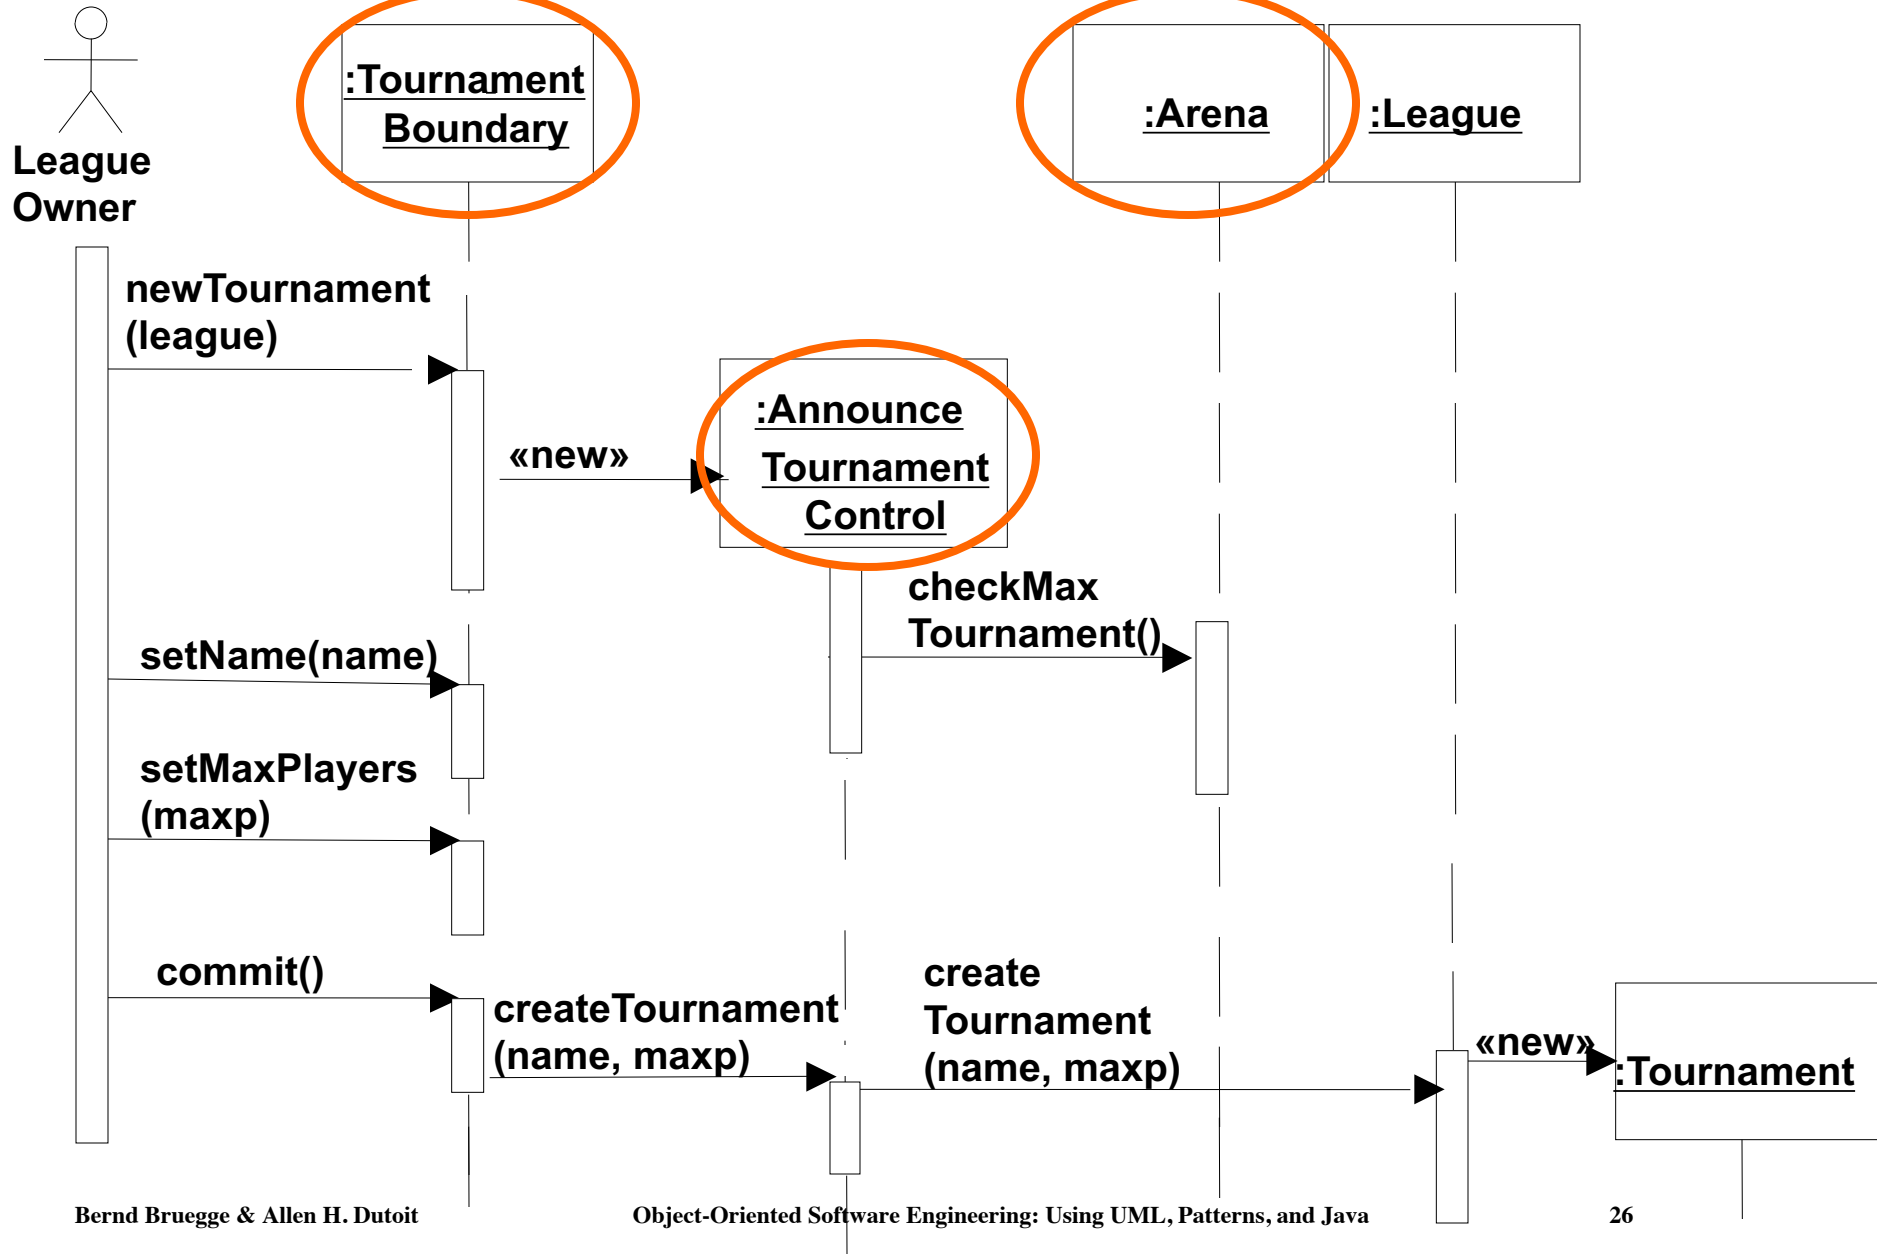 :Tournament
Boundary
:Arena
:League
League
Owner
newTournament
(league)
:Announce
Tournament
Control
«new»
checkMax
Tournament()
setName(name)
setMaxPlayers
(maxp)
commit()
createTournament
(name, maxp)
create
Tournament
(name, maxp)
«new»
:Tournament
Bernd Bruegge & Allen H. Dutoit
Object-Oriented Software Engineering: Using UML, Patterns, and Java
26